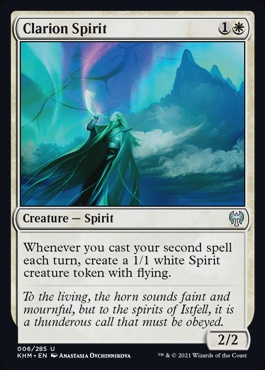 Clarion Spirit 1
Creature — Spirit
Whenever you cast your second spell
each turn, create a 1/1 white Spirit
creature token with flying.
To the living, the horn sounds faint and
mournful, but to the spirits of Istfell, it is
a thunderous call that must be obeyed.
2/2
006/285 U
KHM • EN Anastasia Ovchinnikova
™ & © 2021 Wizards of the Coast